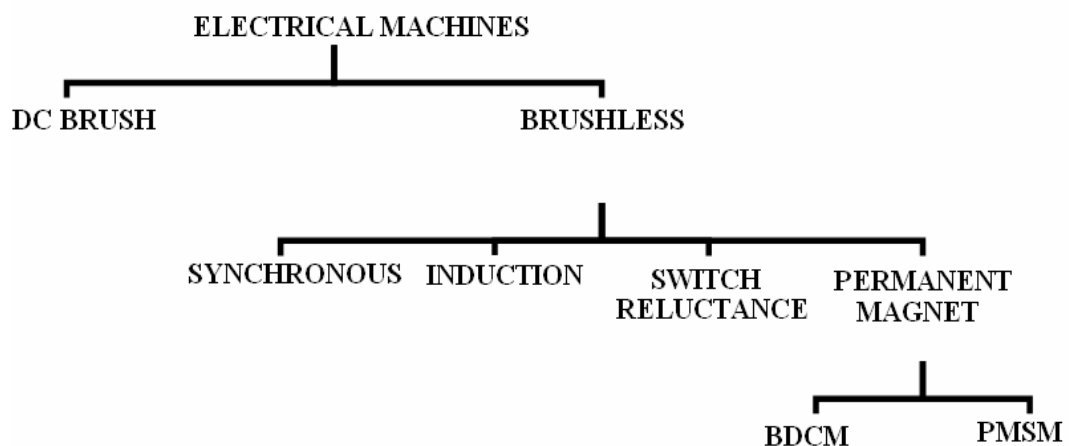 ELECTRICAL MACHINES
DC BRUSH
BRUSHLESS
SYNCHRONOUS
INDUCTION
SWITCH
RELUCTANCE
PERMANENT
MAGNET
BDCM
PMSM